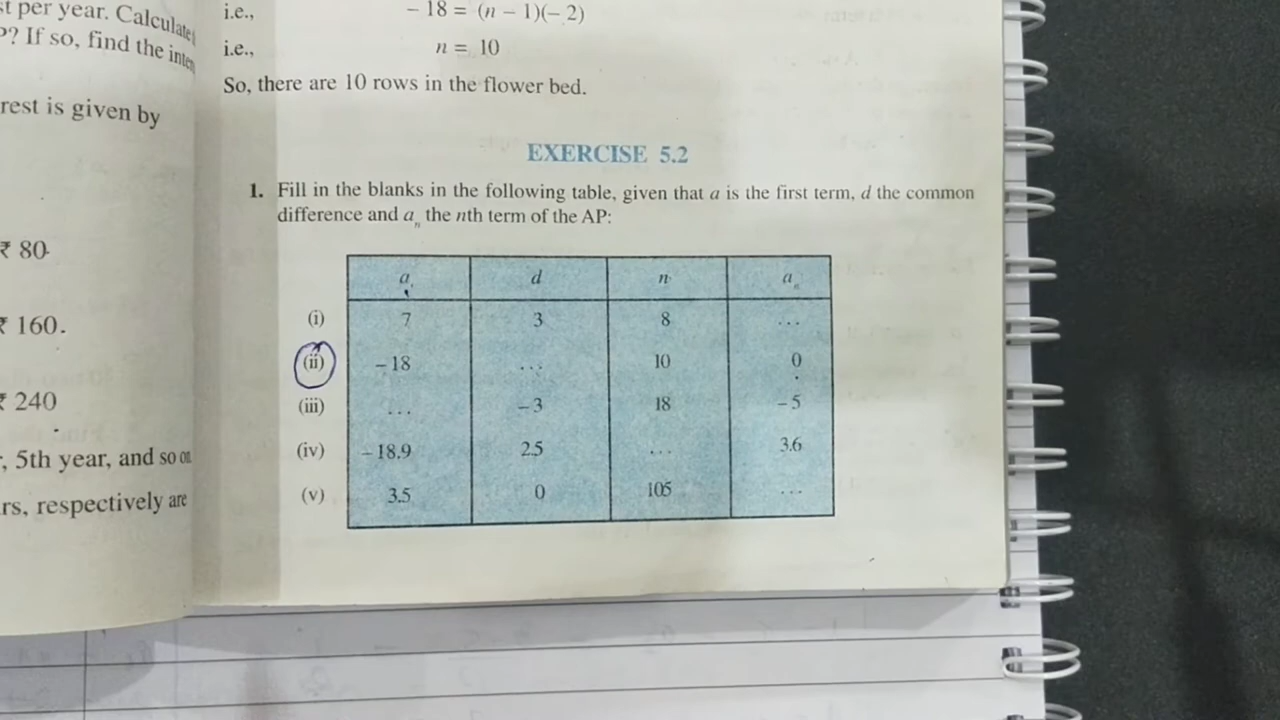 st per year. Calculate
P? If so, find the inte
rest is given by
₹ 80
₹ 160.
₹ 240
, 5th year, and so on
rs, respectively are
i.e., – 18 = (n – 1)(– 2)
i.e., n = 10
So, there are 10 rows in the flower bed.
EXERCISE 5.2
1. Fill in the blanks in the following table, given that a is the first term, d the common
difference and aₙ the nth term of the AP:
a d n aₙ
(i) 7 3 8 . . .
(ii) – 18 . . . 10 0
(iii) . . . – 3 18 – 5
(iv) – 18.9 2.5 . . . 3.6
(v) 3.5 0 105 . . .